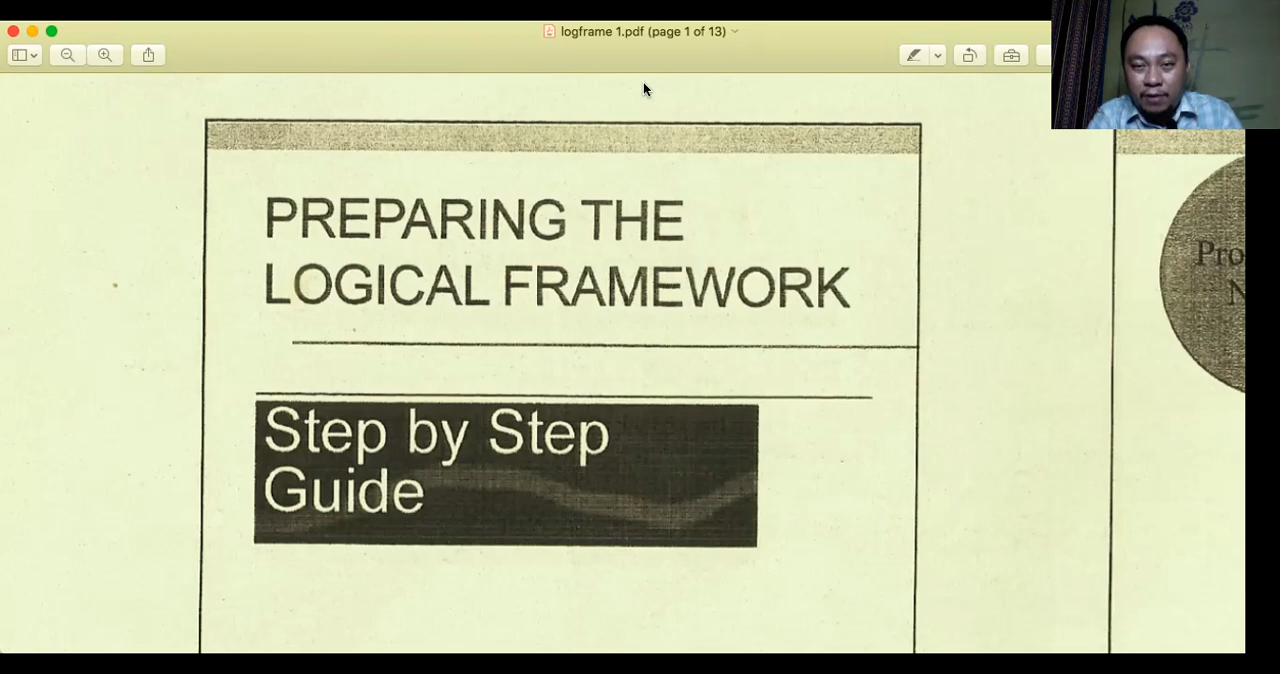 logframe 1.pdf (page 1 of 13)
PREPARING THE
LOGICAL FRAMEWORK
Step by Step
Guide